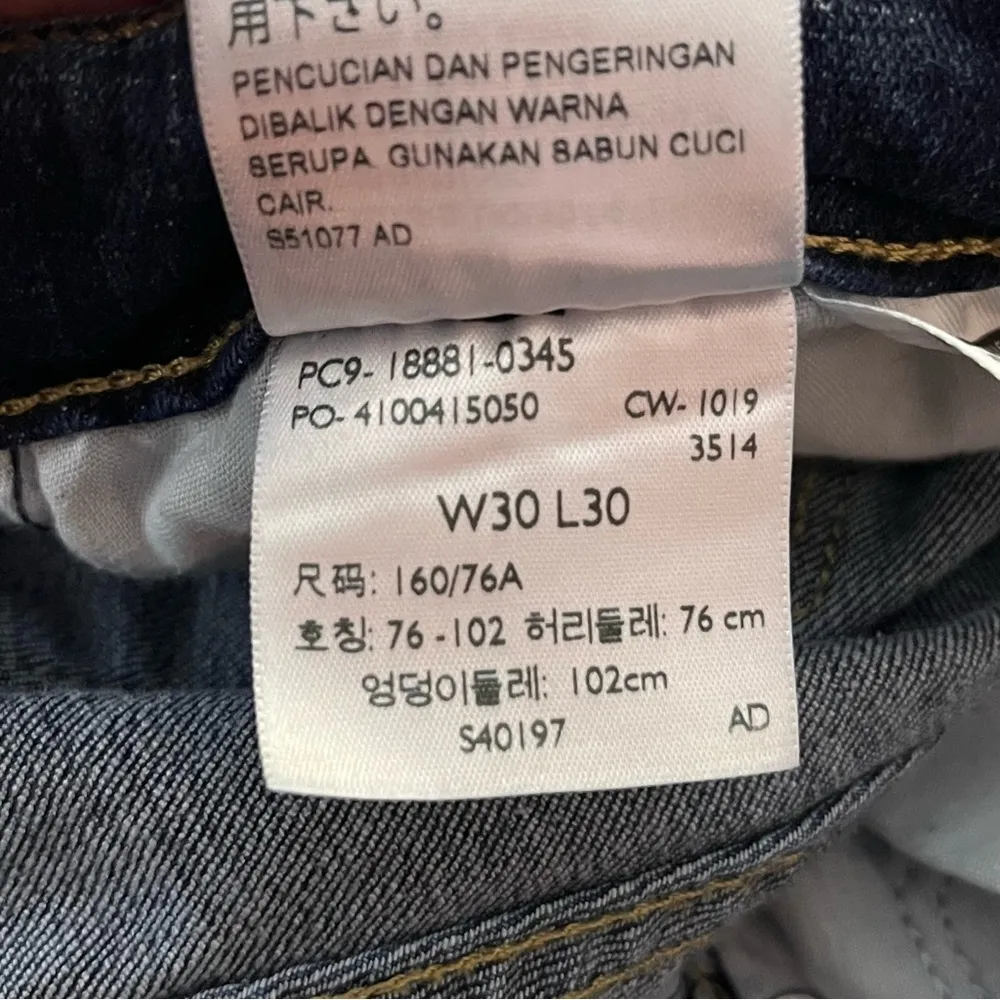 用下さい。
PENCUCIAN DAN PENGERINGAN
DIBALIK DENGAN WARNA
SERUPA. GUNAKAN SABUN CUCI
CAIR.
S51077 AD
PC9-18881-0345
PO-4100415050 CW-1019
3514
W30 L30
尺码: 160/76A
호칭: 76 -102 허리둘레: 76 cm
엉덩이둘레: 102cm
S40197 AD